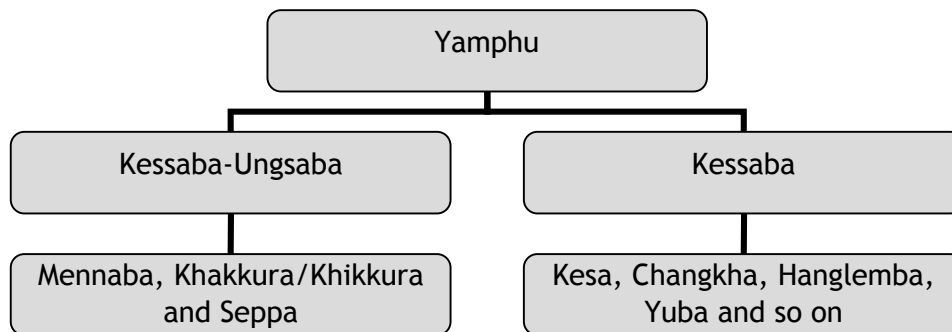 Yamphu
Kessaba-Ungsaba
Kessaba
Mennaba, Khakkura/Khikkura
and Seppa
Kesa, Changkha, Hanglemba,
Yuba and so on